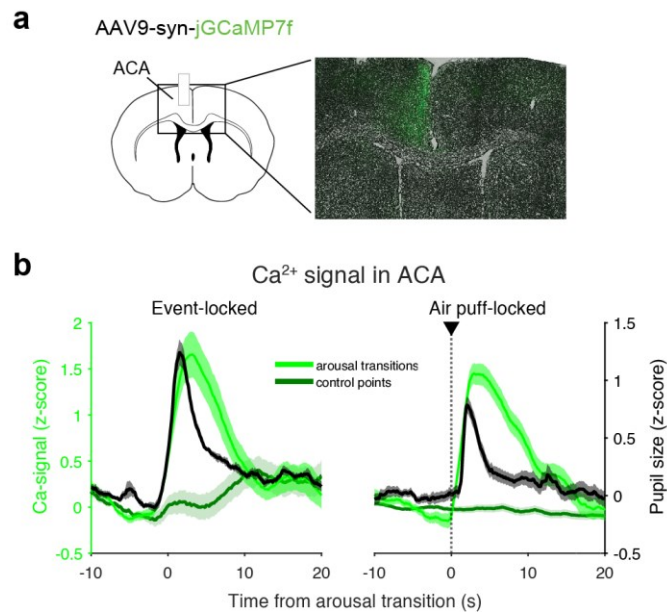 a
AAV9-syn-jGCaMP7f
ACA
b
Ca²⁺ signal in ACA
Event-locked
Air puff-locked
2
1.5
1
0.5
0
-0.5
Ca-signal (z-score)
arousal transitions
control points
1.5
1
0.5
0
-0.5
Pupil size (z-score)
-10
0
10
20
-10
0
10
20
Time from arousal transition (s)